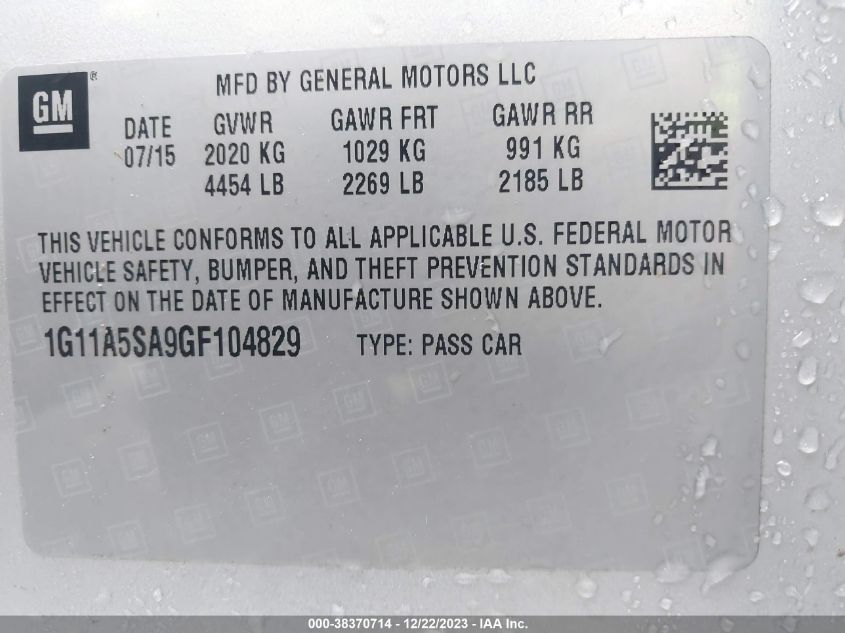 GM®
MFD BY GENERAL MOTORS LLC
DATE GVWR GAWR FRT GAWR RR
07/15 2020 KG 1029 KG 991 KG
4454 LB 2269 LB 2185 LB
THIS VEHICLE CONFORMS TO ALL APPLICABLE U.S. FEDERAL MOTOR
VEHICLE SAFETY, BUMPER, AND THEFT PREVENTION STANDARDS IN
EFFECT ON THE DATE OF MANUFACTURE SHOWN ABOVE.
1G11A5SA9GF104829 TYPE: PASS CAR
000-38370714 - 12/22/2023 - IAA Inc.